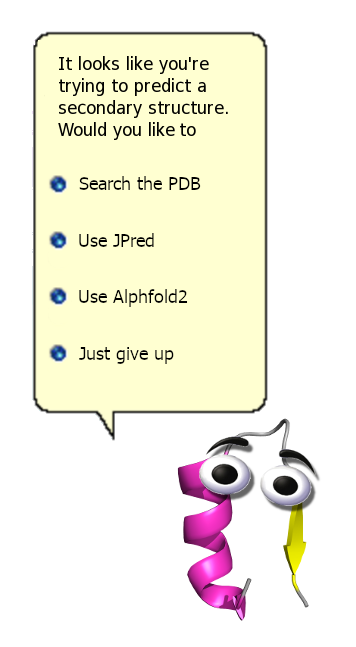 It looks like you're
trying to predict a
secondary structure.
Would you like to
Search the PDB
Use JPred
Use Alphfold2
Just give up